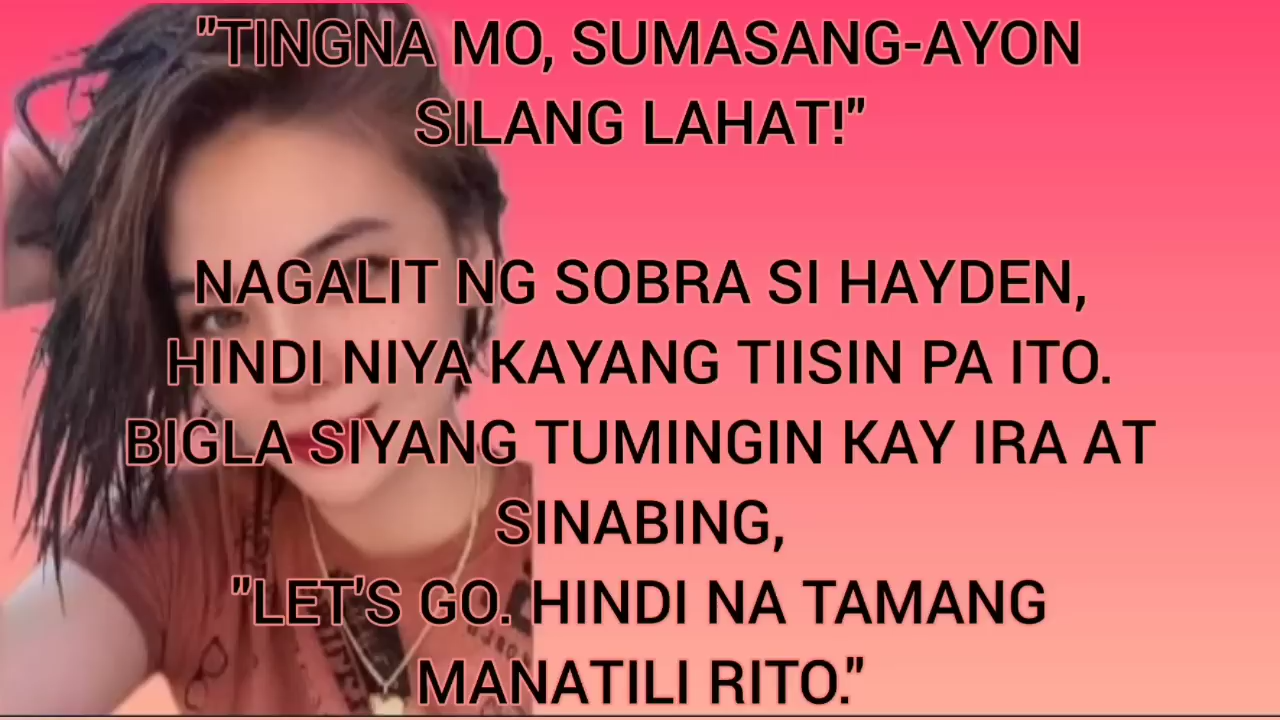 "TINGNA MO, SUMASANG-AYON
SILANG LAHAT!"
NAGALIT NG SOBRA SI HAYDEN,
HINDI NIYA KAYANG TIISIN PA ITO.
BIGLA SIYANG TUMINGIN KAY IRA AT
SINABING,
"LET'S GO. HINDI NA TAMANG
MANATILI RITO."